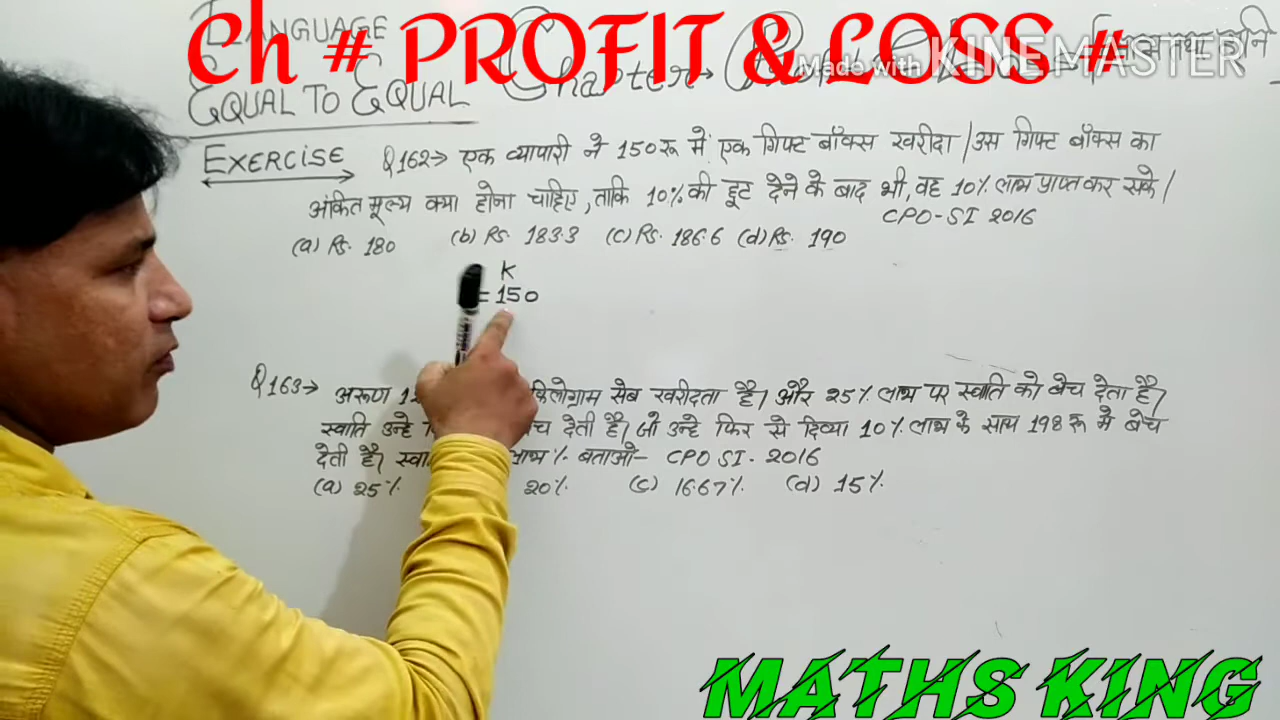 Ch # PROFIT & LOSS #
Made with KINEMASTER
LANGUAGE
EQUAL TO EQUAL Chapter→
EXERCISE Q162→ एक व्यापारी ने 150 रू में एक गिफ्ट बॉक्स खरीदा | उस गिफ्ट बॉक्स का
अंकित मूल्य क्या होना चाहिए, ताकि 10% की छूट देने के बाद भी, वह 10% लाभ प्राप्त कर सके |
CPO-SI 2016
(a) Rs. 180 (b) Rs. 183.3 (c) Rs. 186.6 (d) Rs. 190
K
= 150
Q163→ अरूण किलोग्राम सेब खरीदता है| और 25% लाभ पर स्वाति को बेच देता है|
स्वाति उन्हे बेच देती है| जो उन्हे फिर से दिव्या 10% लाभ के साथ 198 रू मे बेच
देती है| लाभ % बताओ- CPO SI. 2016
(a) 25% 20% (c) 16.67% (d) 15%
MATHS KING